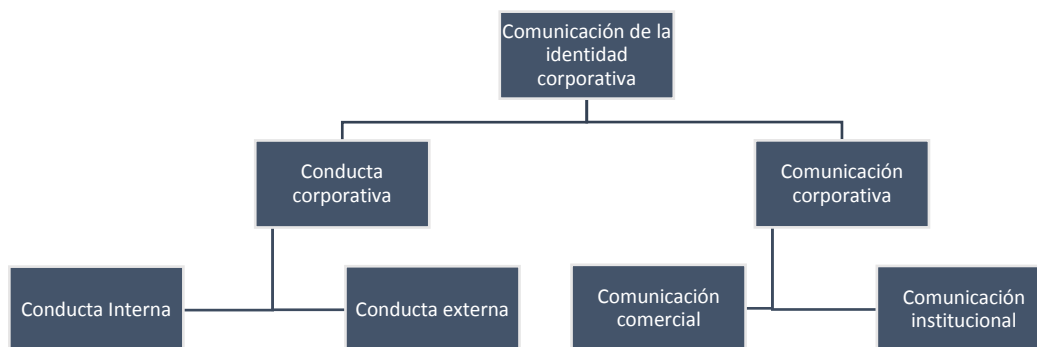 Comunicación de la
identidad
corporativa
Conducta
corporativa
Comunicación
corporativa
Conducta Interna
Conducta externa
Comunicación
comercial
Comunicación
institucional